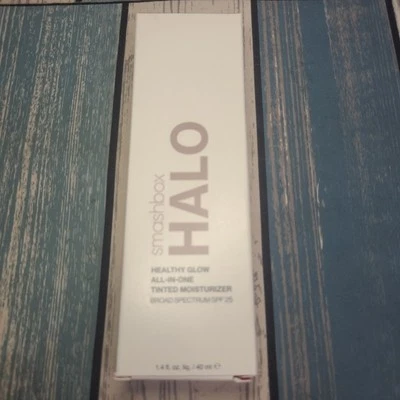 smashbox
HALO
HEALTHY GLOW
ALL-IN-ONE
TINTED MOISTURIZER
BROAD SPECTRUM SPF 25
1.4 fl. oz. liq. / 40 ml ℮